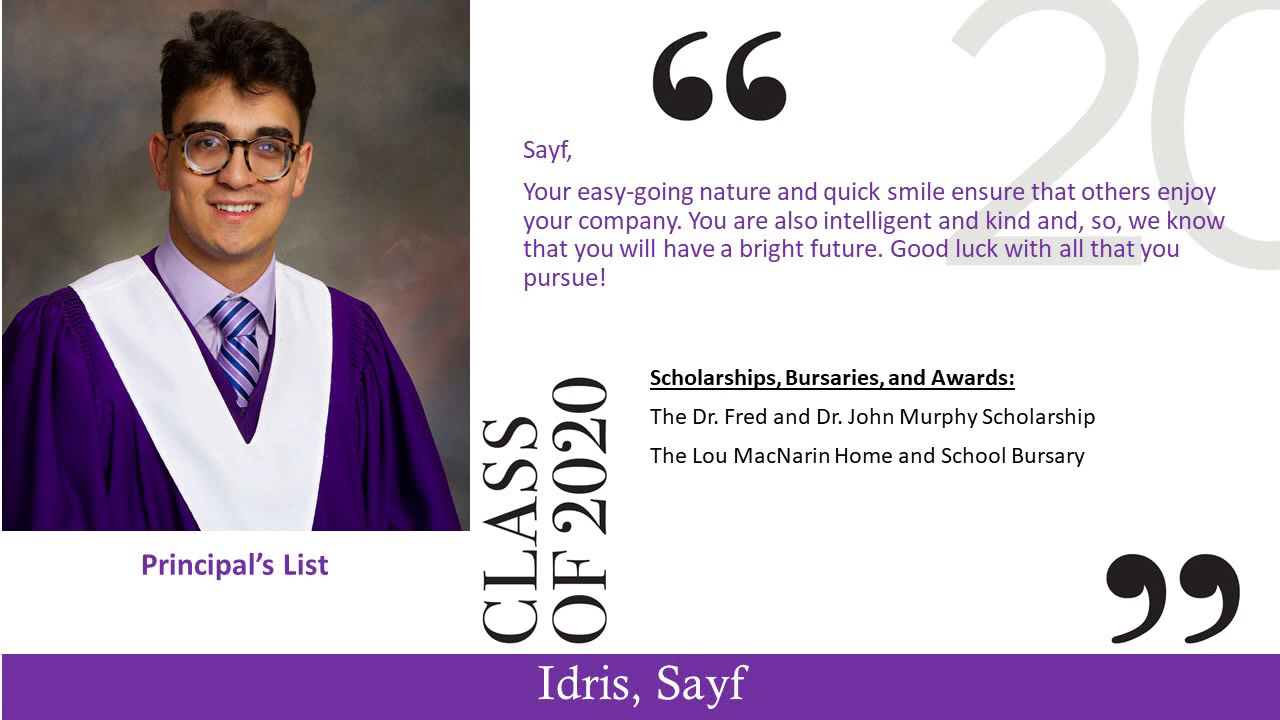 20
Sayf,
Your easy-going nature and quick smile ensure that others enjoy
your company. You are also intelligent and kind and, so, we know
that you will have a bright future. Good luck with all that you
pursue!
Scholarships, Bursaries, and Awards:
The Dr. Fred and Dr. John Murphy Scholarship
The Lou MacNarin Home and School Bursary
CLASS
OF 2020
Principal’s List
Idris, Sayf